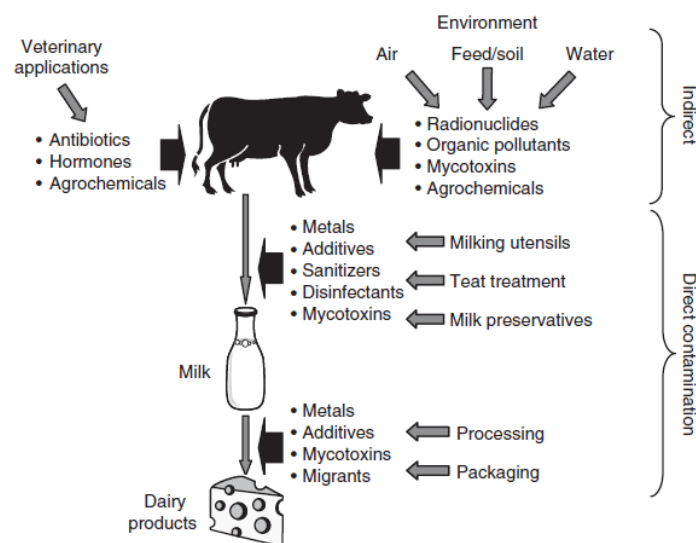 Environment
Veterinary
applications
Air
Feed/soil
Water
• Antibiotics
• Hormones
• Agrochemicals
• Radionuclides
• Organic pollutants
• Mycotoxins
• Agrochemicals
Indirect
• Metals
• Additives
• Sanitizers
• Disinfectants
• Mycotoxins
Milking utensils
Teat treatment
Milk preservatives
Milk
• Metals
• Additives
• Mycotoxins
• Migrants
Processing
Packaging
Dairy
products
Direct contamination